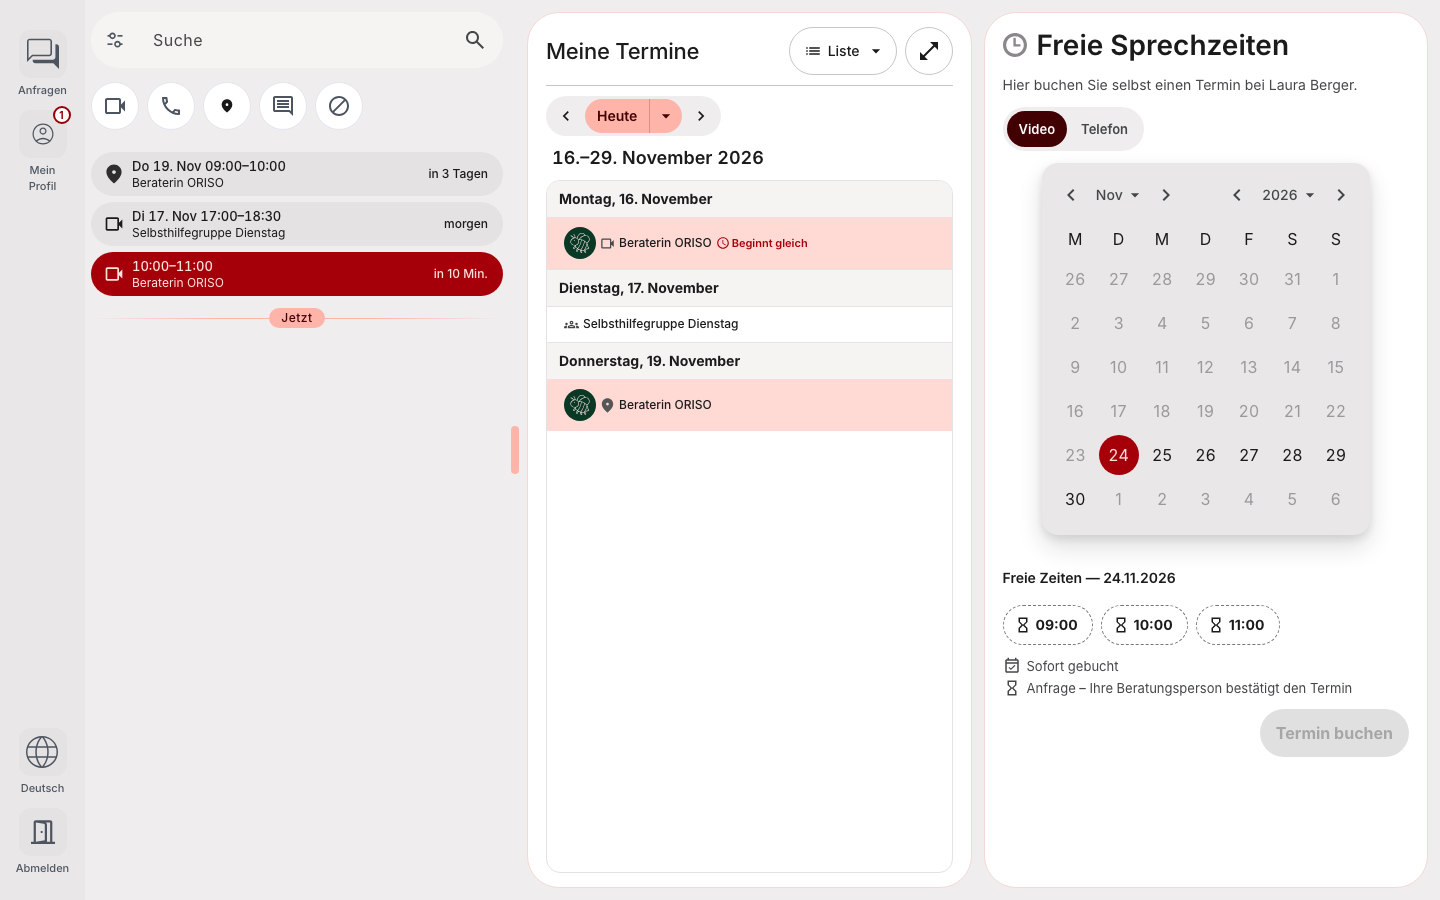 Anfragen
1
Mein
Profil
Deutsch
Abmelden
Suche
Do 19. Nov 09:00–10:00
Beraterin ORISO
in 3 Tagen
Di 17. Nov 17:00–18:30
Selbsthilfegruppe Dienstag
morgen
10:00–11:00
Beraterin ORISO
in 10 Min.
Jetzt
Meine Termine
Liste
Heute
16.–29. November 2026
Montag, 16. November
Beraterin ORISO Beginnt gleich
Dienstag, 17. November
Selbsthilfegruppe Dienstag
Donnerstag, 19. November
Beraterin ORISO
Freie Sprechzeiten
Hier buchen Sie selbst einen Termin bei Laura Berger.
Video Telefon
Nov 2026
M D M D F S S
26 27 28 29 30 31 1
2 3 4 5 6 7 8
9 10 11 12 13 14 15
16 17 18 19 20 21 22
23 24 25 26 27 28 29
30 1 2 3 4 5 6
Freie Zeiten — 24.11.2026
09:00 10:00 11:00
Sofort gebucht
Anfrage – Ihre Beratungsperson bestätigt den Termin
Termin buchen